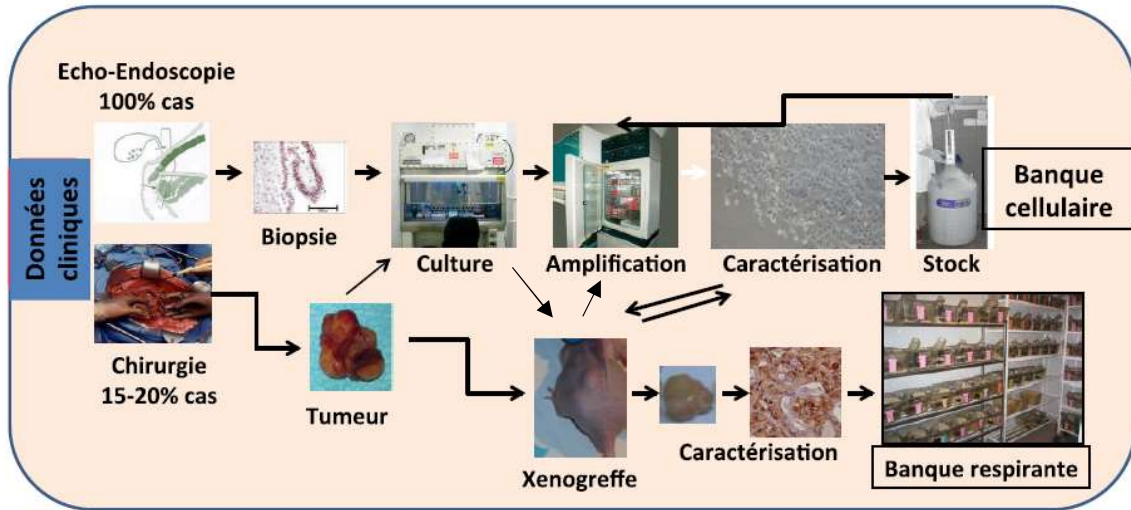 Echo-Endoscopie
100% cas
Données
cliniques
Biopsie
Culture
Amplification
Caractérisation
Stock
Banque
cellulaire
Chirurgie
15-20% cas
Tumeur
Xenogreffe
Caractérisation
Banque respirante